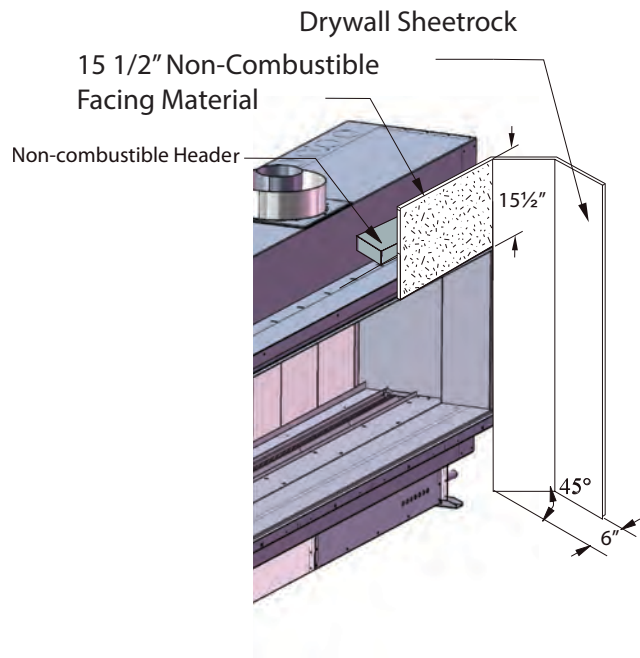 Drywall Sheetrock
15 1/2” Non-Combustible
Facing Material
Non-combustible Header
15½”
45°
6”